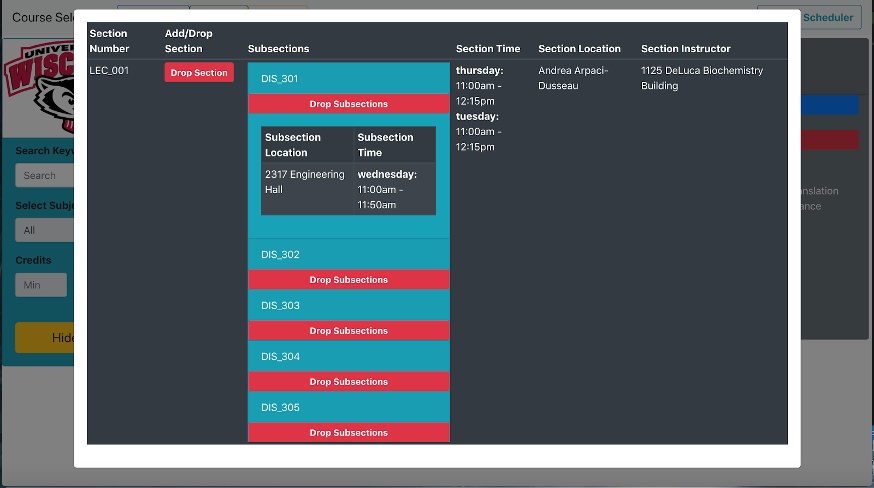 Course Sele
Scheduler
UNIVER
WISC
Search Keyw
Search
Select Subje
All
Credits
Min
Hide
anslation
ance
Section Number
Add/Drop Section
Subsections
Section Time
Section Location
Section Instructor
LEC_001
Drop Section
DIS_301
Drop Subsections
Subsection Location
Subsection Time
2317 Engineering Hall
wednesday:
11:00am - 11:50am
DIS_302
Drop Subsections
DIS_303
Drop Subsections
DIS_304
Drop Subsections
DIS_305
Drop Subsections
thursday:
11:00am - 12:15pm
tuesday:
11:00am - 12:15pm
Andrea Arpaci-Dusseau
1125 DeLuca Biochemistry Building